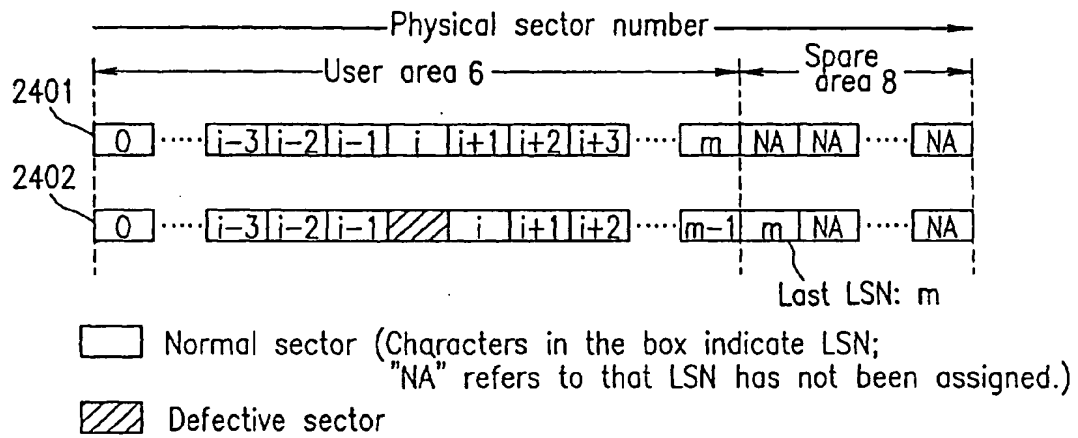 Physical sector number
User area 6
Spare area 8
2401
0 ····· i-3 i-2 i-1 i i+1 i+2 i+3 ····· m NA NA ····· NA
2402
0 ····· i-3 i-2 i-1 i i+1 i+2 ····· m-1 m NA ····· NA
Last LSN: m
Normal sector (Characters in the box indicate LSN;
"NA" refers to that LSN has not been assigned.)
Defective sector